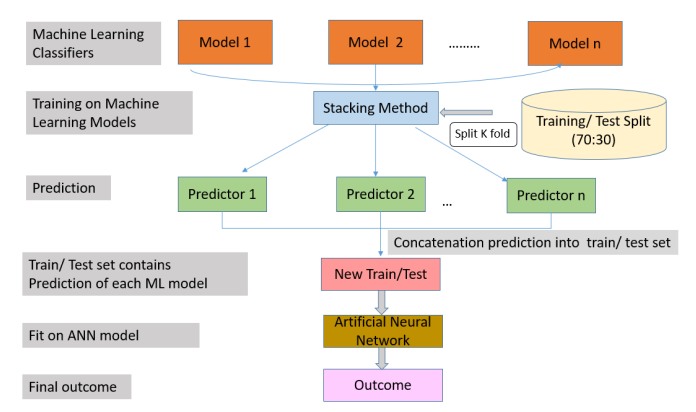 Machine Learning
Classifiers
Model 1
Model 2
.........
Model n
Training on Machine
Learning Models
Stacking Method
Split K fold
Training/ Test Split
(70:30)
Prediction
Predictor 1
Predictor 2
...
Predictor n
Concatenation prediction into train/ test set
Train/ Test set contains
Prediction of each ML model
New Train/Test
Fit on ANN model
Artificial Neural
Network
Final outcome
Outcome